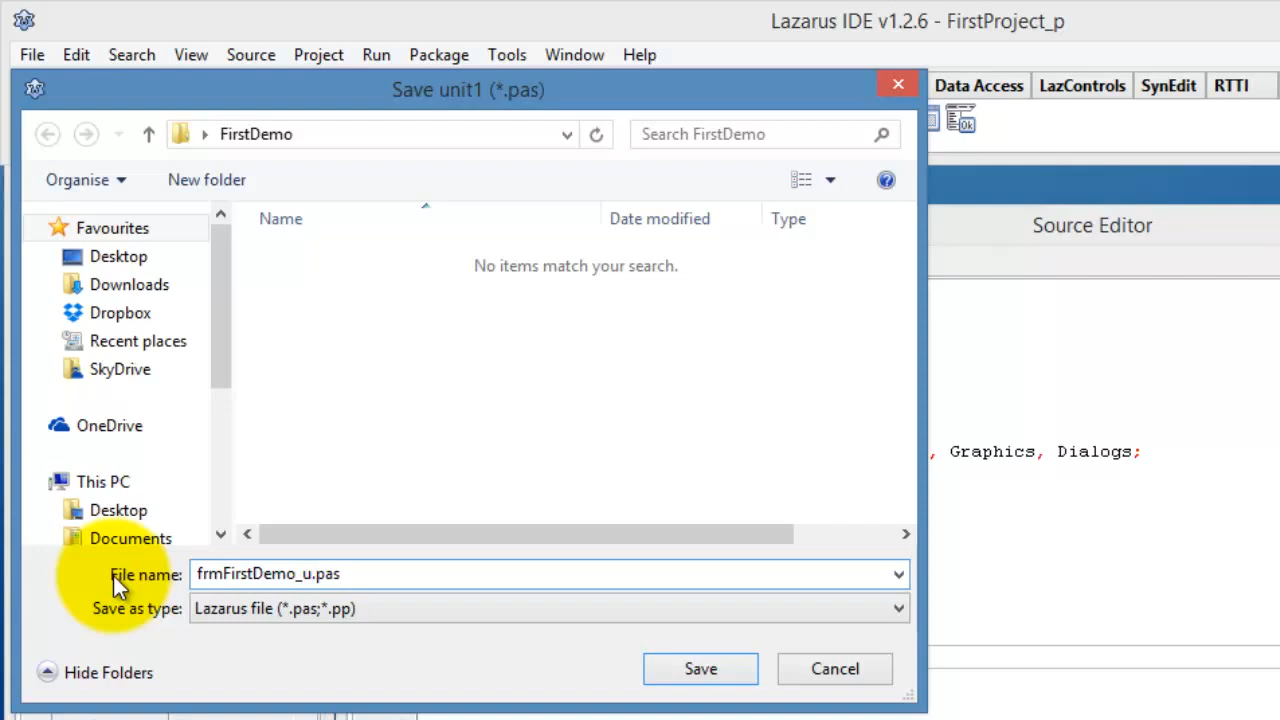 Lazarus IDE v1.2.6 - FirstProject_p
File Edit Search View Source Project Run Package Tools Window Help
Save unit1 (*.pas)
Data Access LazControls SynEdit RTTI
Ok
FirstDemo
Search FirstDemo
Organise New folder
Source Editor
Name Date modified Type
Favourites
No items match your search.
Desktop
Downloads
Dropbox
Recent places
SkyDrive
OneDrive
, Graphics, Dialogs;
This PC
Desktop
Documents
File name: frmFirstDemo_u.pas
Save as type: Lazarus file (*.pas;*.pp)
Hide Folders
Save Cancel